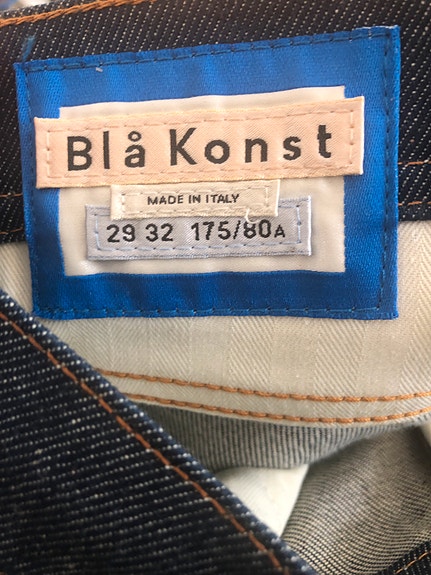 Blå Konst
MADE IN ITALY
29 32 175/80A